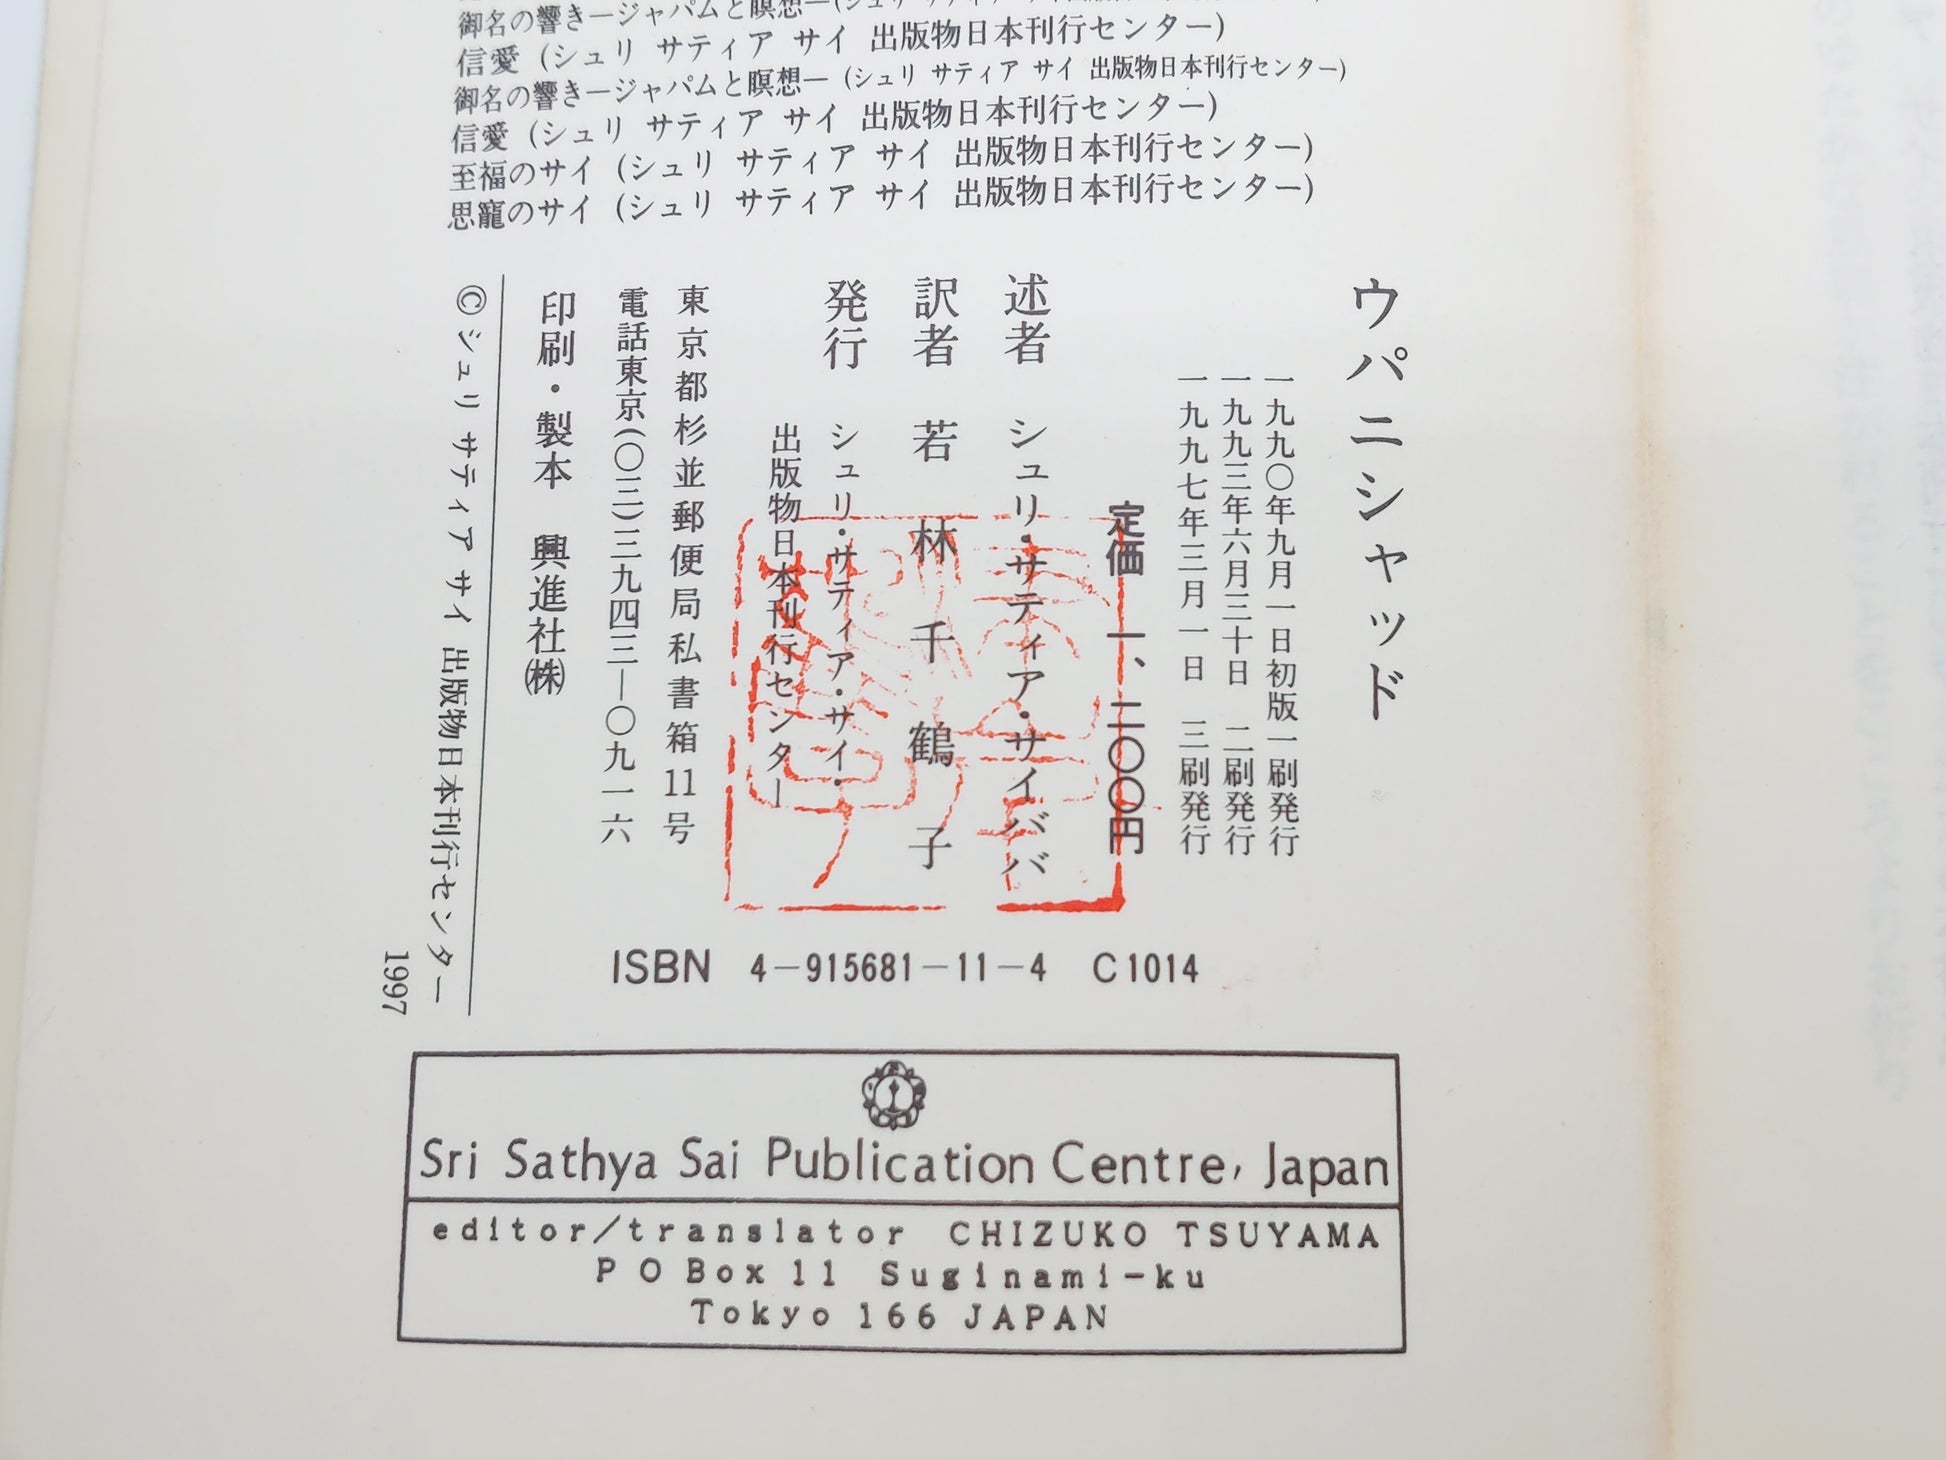 御名の響き―ジャパムと瞑想―(シュリ サティア サイ 出版物日本刊行センター)
信愛 (シュリ サティア サイ 出版物日本刊行センター)
御名の響き―ジャパムと瞑想― (シュリ サティア サイ 出版物日本刊行センター)
信愛 (シュリ サティア サイ 出版物日本刊行センター)
至福のサイ (シュリ サティア サイ 出版物日本刊行センター)
思寵のサイ (シュリ サティア サイ 出版物日本刊行センター)
ウパニシャッド
一九九〇年九月一日初版一刷発行
一九九三年六月三十日 二刷発行
一九九七年三月一日 三刷発行
定価 一、二〇〇円
述者 シュリ・サティア・サイババ
訳者 若林千鶴子
発行 シュリ・サティア・サイ・
出版物日本刊行センター
東京都杉並郵便局私書箱11号
電話東京(〇三)三九四三―〇九一六
印刷・製本 興進社㈱
©シュリ サティア サイ 出版物日本刊行センター
1997
ISBN 4-915681-11-4 C1014
Sri Sathya Sai Publication Centre, Japan
editor/translator CHIZUKO TSUYAMA
P O Box 11 Suginami-ku
Tokyo 166 JAPAN